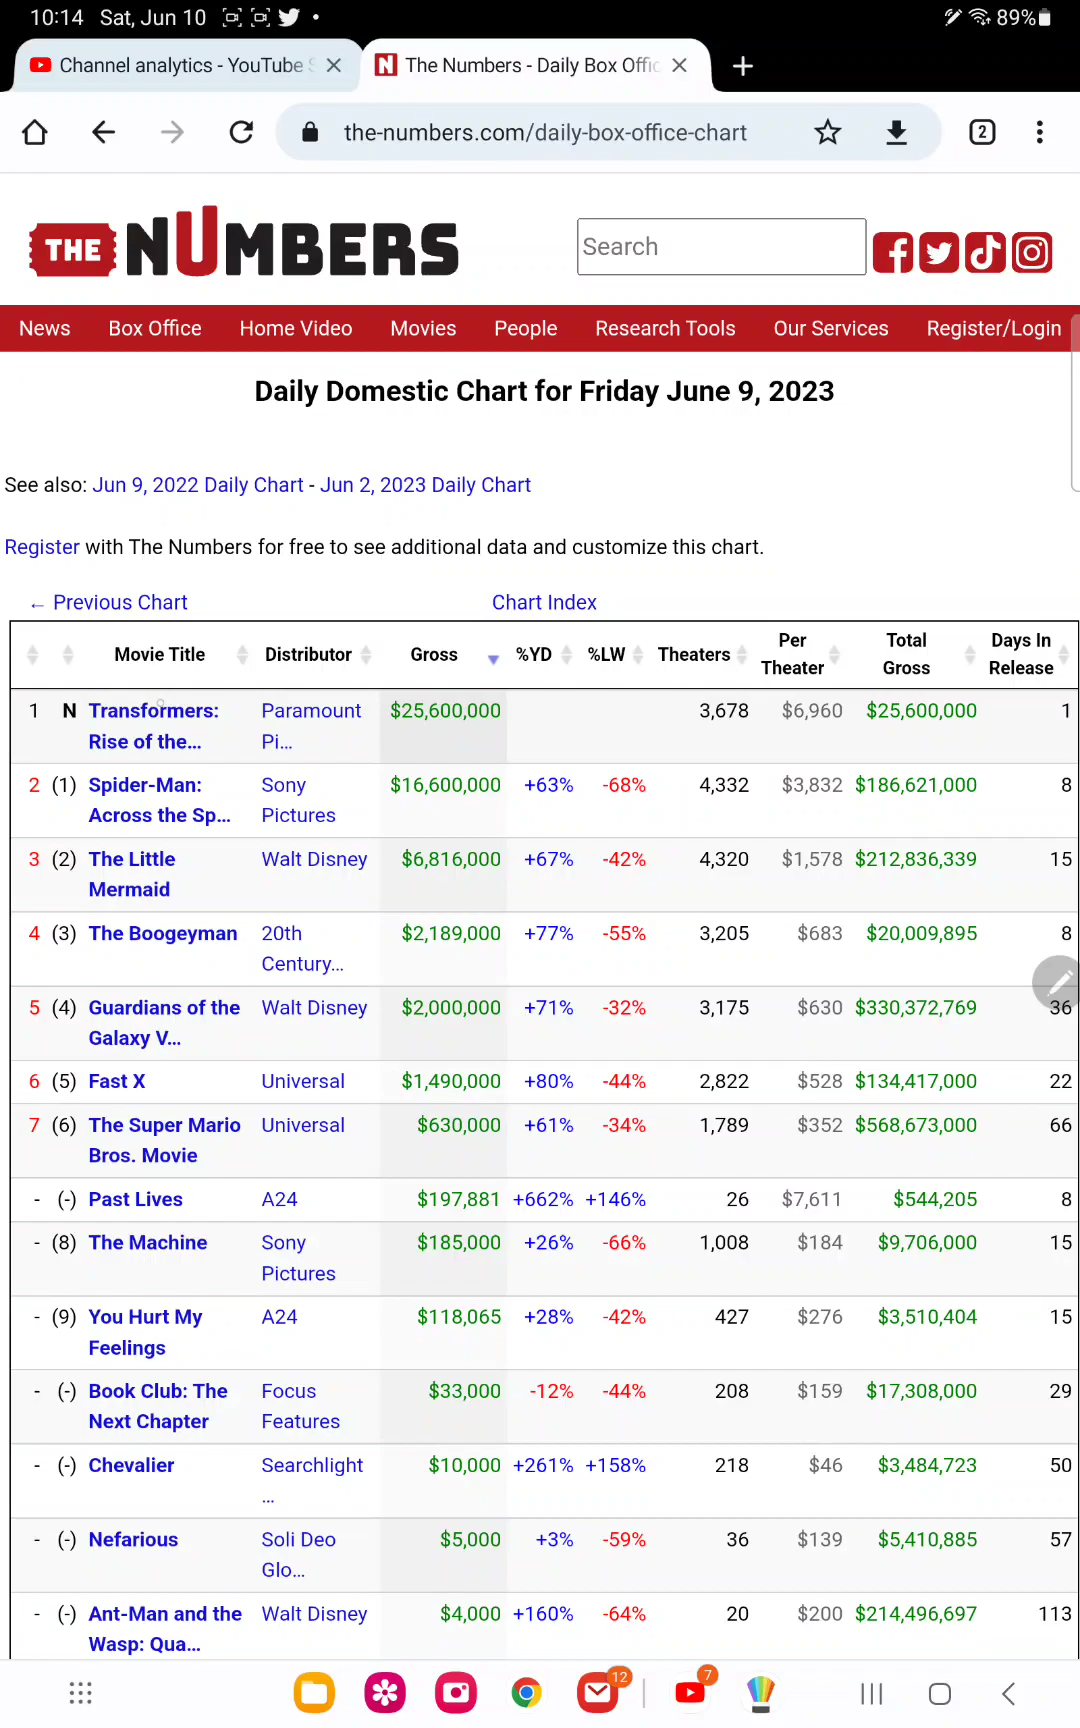 10:14 Sat, Jun 10 89%
Channel analytics - YouTube S The Numbers - Daily Box Offic
the-numbers.com/daily-box-office-chart 2
THE NUMBERS
Search
News Box Office Home Video Movies People Research Tools Our Services Register/Login
Daily Domestic Chart for Friday June 9, 2023
See also: Jun 9, 2022 Daily Chart - Jun 2, 2023 Daily Chart
Register with The Numbers for free to see additional data and customize this chart.
← Previous Chart Chart Index
Movie Title Distributor Gross %YD %LW Theaters Per Theater Total Gross Days In Release
1 N Transformers: Paramount $25,600,000 3,678 $6,960 $25,600,000 1
Rise of the... Pi...
2 (1) Spider-Man: Sony $16,600,000 +63% -68% 4,332 $3,832 $186,621,000 8
Across the Sp... Pictures
3 (2) The Little Walt Disney $6,816,000 +67% -42% 4,320 $1,578 $212,836,339 15
Mermaid
4 (3) The Boogeyman 20th $2,189,000 +77% -55% 3,205 $683 $20,009,895 8
Century...
5 (4) Guardians of the Walt Disney $2,000,000 +71% -32% 3,175 $630 $330,372,769 36
Galaxy V...
6 (5) Fast X Universal $1,490,000 +80% -44% 2,822 $528 $134,417,000 22
7 (6) The Super Mario Universal $630,000 +61% -34% 1,789 $352 $568,673,000 66
Bros. Movie
- (-) Past Lives A24 $197,881 +662% +146% 26 $7,611 $544,205 8
- (8) The Machine Sony $185,000 +26% -66% 1,008 $184 $9,706,000 15
Pictures
- (9) You Hurt My A24 $118,065 +28% -42% 427 $276 $3,510,404 15
Feelings
- (-) Book Club: The Focus $33,000 -12% -44% 208 $159 $17,308,000 29
Next Chapter Features
- (-) Chevalier Searchlight $10,000 +261% +158% 218 $46 $3,484,723 50
...
- (-) Nefarious Soli Deo $5,000 +3% -59% 36 $139 $5,410,885 57
Glo...
- (-) Ant-Man and the Walt Disney $4,000 +160% -64% 20 $200 $214,496,697 113
Wasp: Qua...
12 7